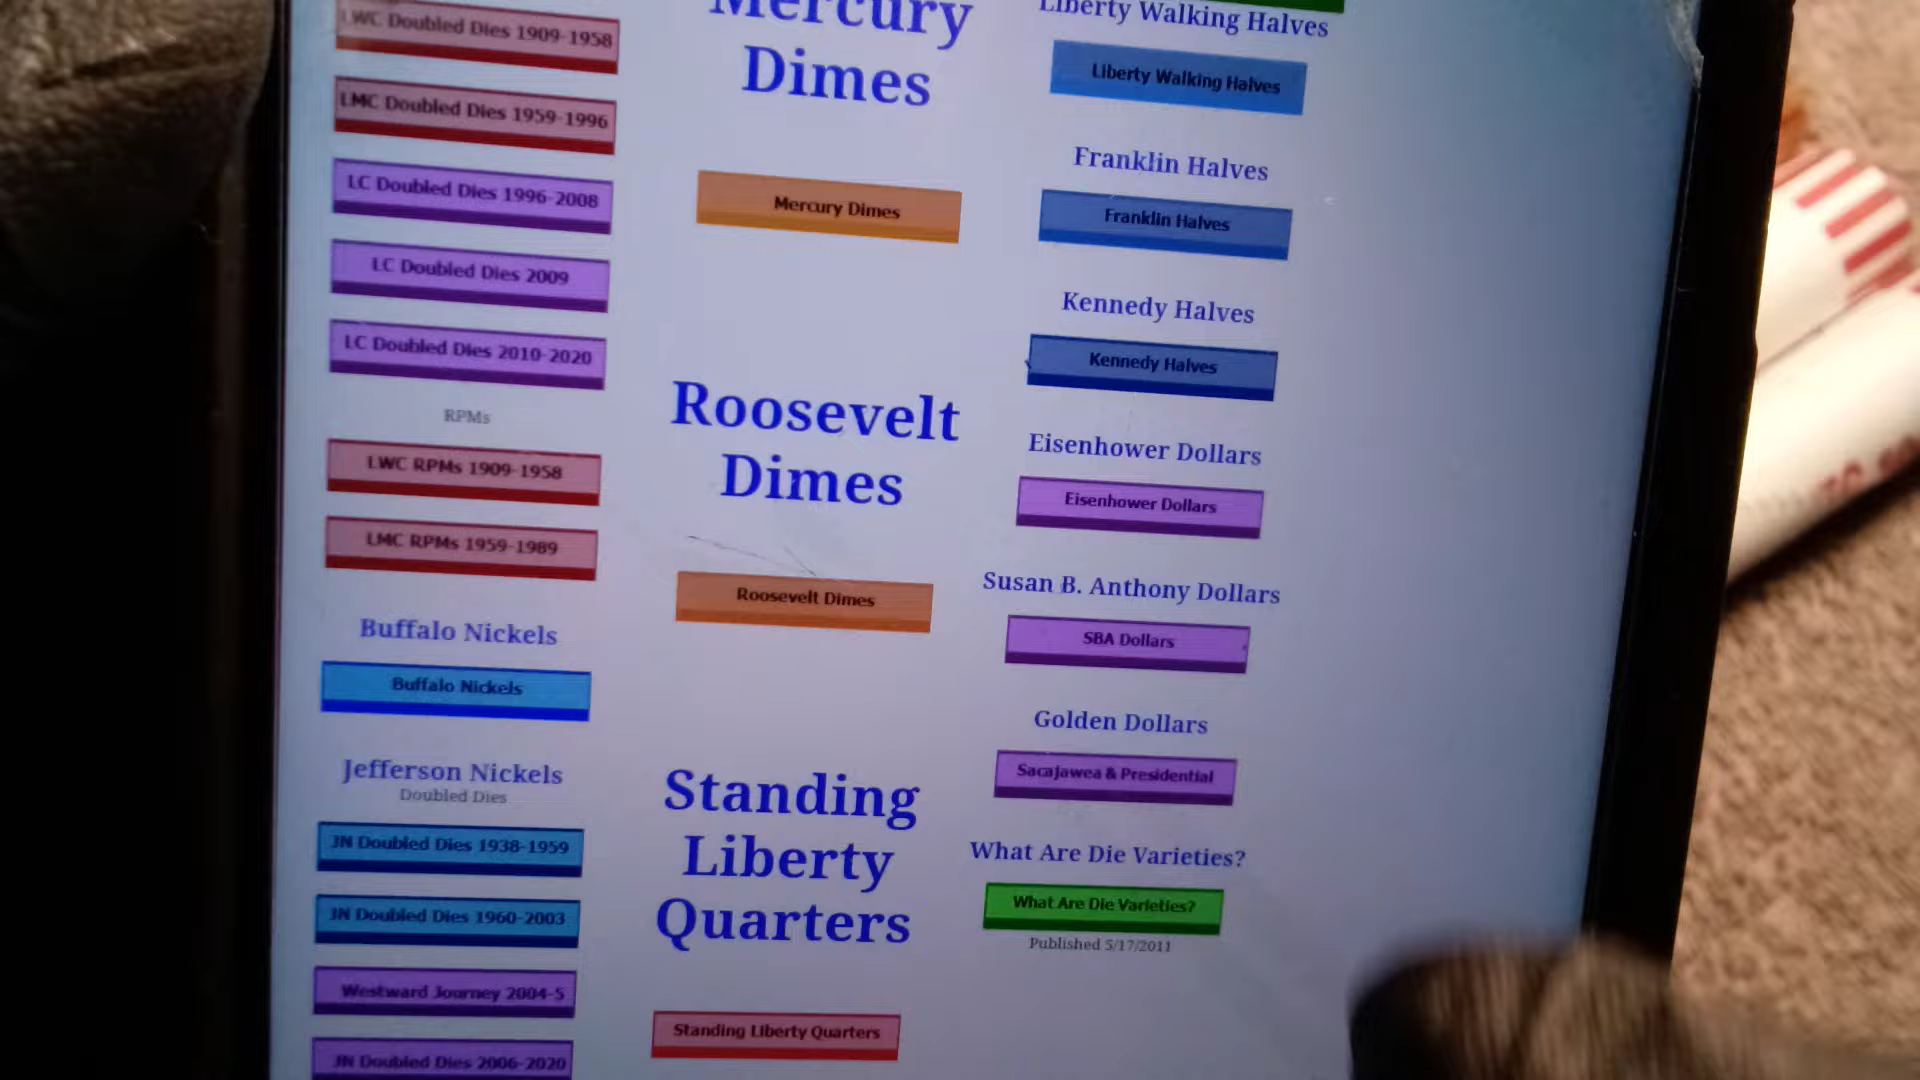 LWC Doubled Dies 1909-1958
LMC Doubled Dies 1959-1996
LC Doubled Dies 1996-2008
LC Doubled Dies 2009
LC Doubled Dies 2010-2020
RPMs
LWC RPMs 1909-1958
LMC RPMs 1959-1989
Buffalo Nickels
Buffalo Nickels
Jefferson Nickels
Doubled Dies
JN Doubled Dies 1938-1959
JN Doubled Dies 1960-2003
Westward Journey 2004-5
JN Doubled Dies 2006-2020
Mercury
Dimes
Mercury Dimes
Roosevelt
Dimes
Roosevelt Dimes
Standing
Liberty
Quarters
Standing Liberty Quarters
Liberty Walking Halves
Liberty Walking Halves
Franklin Halves
Franklin Halves
Kennedy Halves
Kennedy Halves
Eisenhower Dollars
Eisenhower Dollars
Susan B. Anthony Dollars
SBA Dollars
Golden Dollars
Sacajawea & Presidential
What Are Die Varieties?
What Are Die Varieties?
Published 5/17/2011